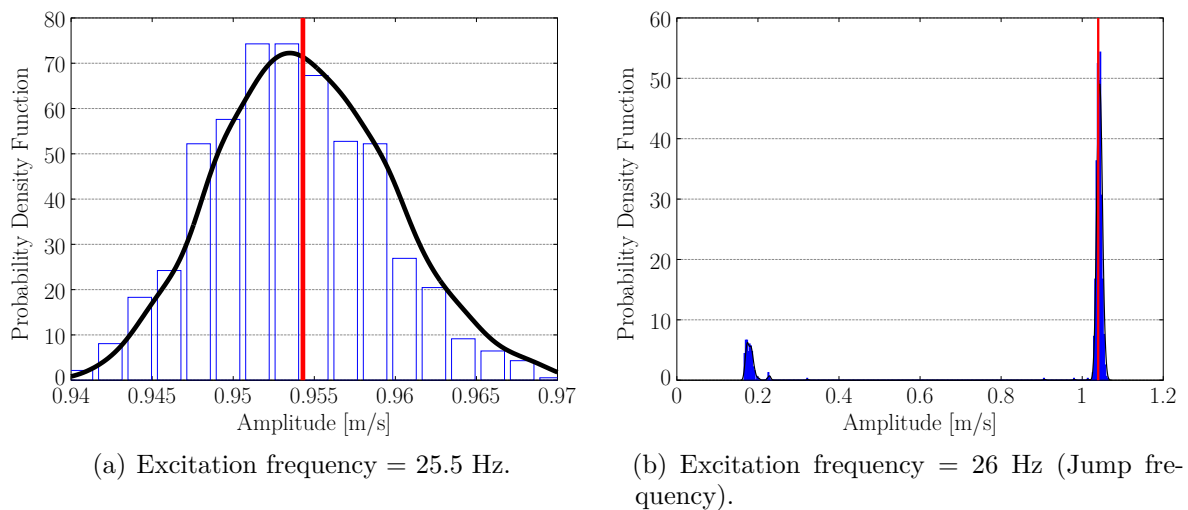 80
70
60
50
40
30
20
10
0
Probability Density Function
0.94 0.945 0.95 0.955 0.96 0.965 0.97
Amplitude [m/s]
(a) Excitation frequency = 25.5 Hz.
60
50
40
30
20
10
0
Probability Density Function
0 0.2 0.4 0.6 0.8 1 1.2
Amplitude [m/s]
(b) Excitation frequency = 26 Hz (Jump fre-
quency).